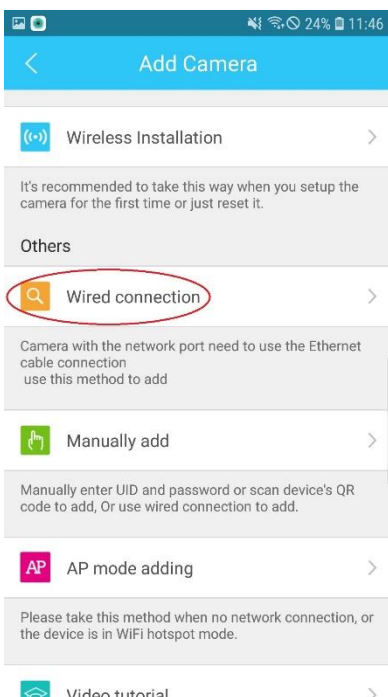 24% 11:46
Add Camera
Wireless Installation
It's recommended to take this way when you setup the
camera for the first time or just reset it.
Others
Wired connection
Camera with the network port need to use the Ethernet
cable connection
use this method to add
Manually add
Manually enter UID and password or scan device's QR
code to add, Or use wired connection to add.
AP AP mode adding
Please take this method when no network connection, or
the device is in WiFi hotspot mode.
Video tutorial